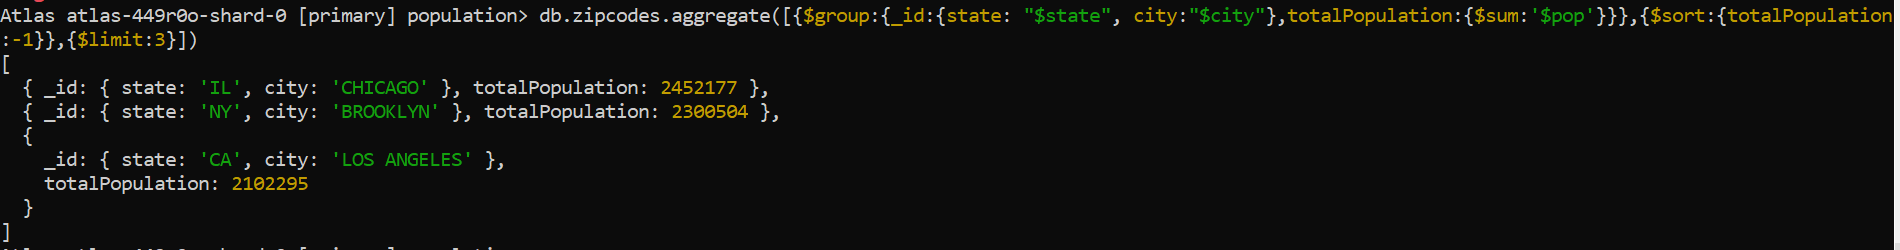 Atlas atlas-449r0o-shard-0 [primary] population> db.zipcodes.aggregate([{$group:{_id:{state: "$state", city:"$city"},totalPopulation:{$sum:'$pop'}}},{$sort:{totalPopulation
:-1}},{$limit:3}])
[
  { _id: { state: 'IL', city: 'CHICAGO' }, totalPopulation: 2452177 },
  { _id: { state: 'NY', city: 'BROOKLYN' }, totalPopulation: 2300504 },
  {
    _id: { state: 'CA', city: 'LOS ANGELES' },
    totalPopulation: 2102295
  }
]